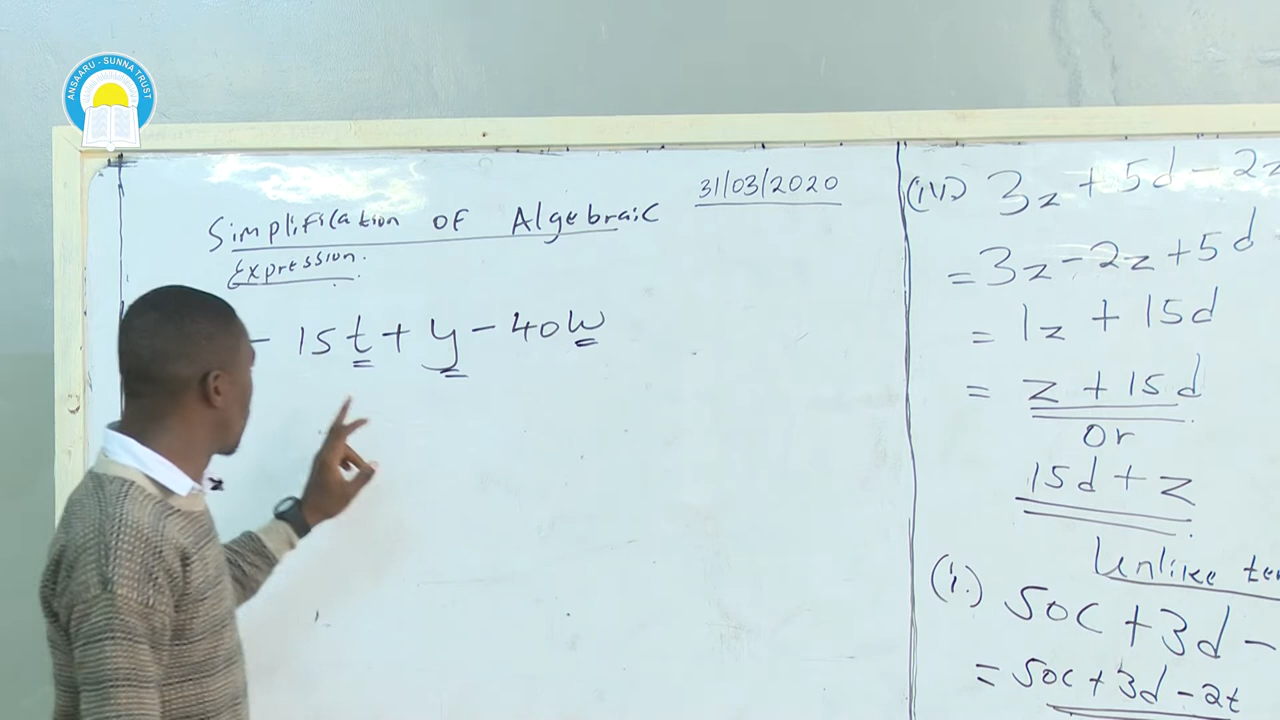 ANSAARU - SUNNA TRUST
31/03/2020
Simplification of Algebraic
Expression.
- 15t + y - 40w
(iv) 3z + 5d - 2z
= 3z - 2z + 5d
= 1z + 15d
= z + 15d
Or
15d + z
Unlike
(i.) 50c + 3d -
= 50c + 3d - 2t